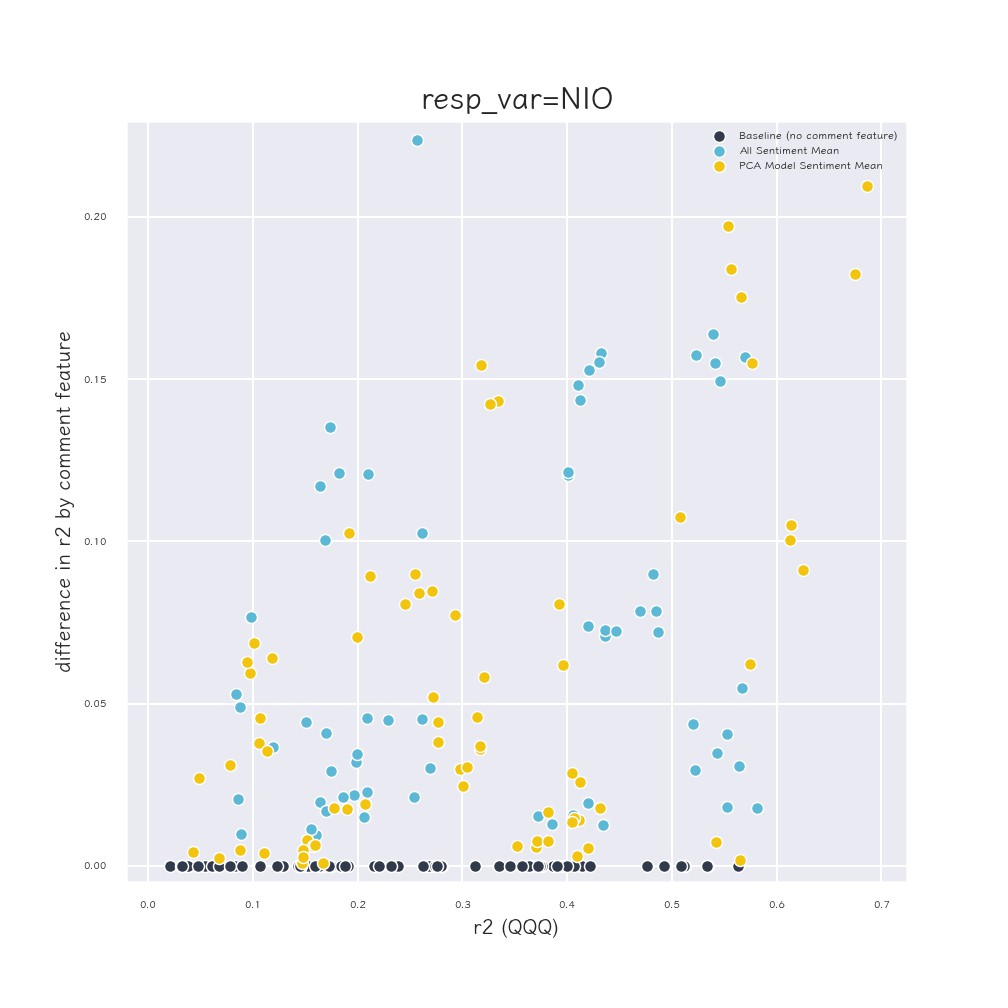 resp_var=NIO
Baseline (no comment feature)
All Sentiment Mean
PCA Model Sentiment Mean
difference in r2 by comment feature
0.20
0.15
0.10
0.05
0.00
0.0 0.1 0.2 0.3 0.4 0.5 0.6 0.7
r2 (QQQ)